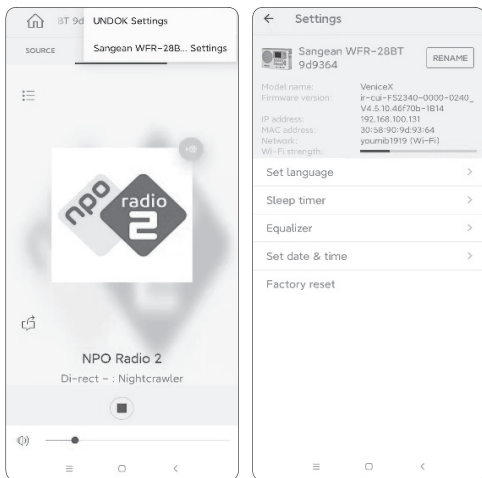 BT 9d
UNDOK Settings
SOURCE
Sangean WFR-28B... Settings
npo
radio
2
NPO Radio 2
Di-rect - : Nightcrawler
Settings
Sangean WFR-28BT
9d9364
RENAME
Model name: VeniceX
Firmware version: ir-cui-FS2340-0000-0240_
V4.5.10.46f70b-1B14
IP address: 192.168.100.131
MAC address: 30:58:90:9d:93:64
Network: youmib1919 (Wi-Fi)
Wi-Fi strength:
Set language
Sleep timer
Equalizer
Set date & time
Factory reset